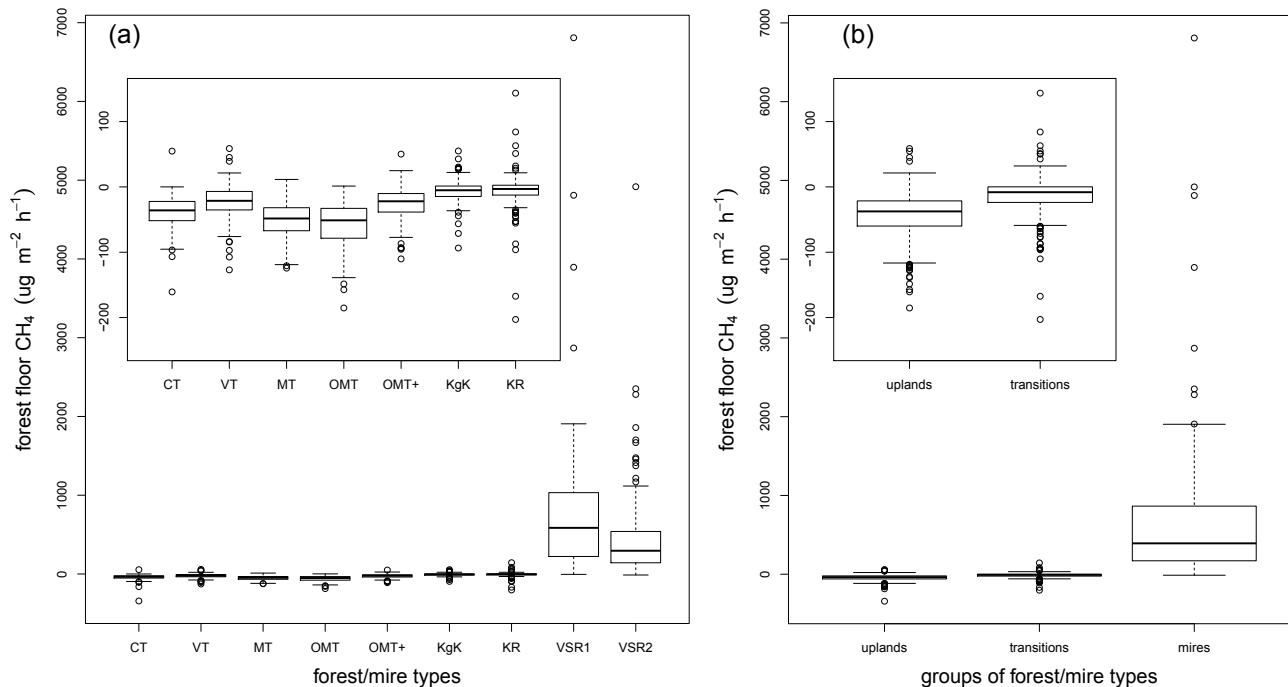 (a)
forest floor CH₄ (ug m⁻² h⁻¹)
7000
6000
5000
4000
3000
2000
1000
0
100
0
−100
−200
CT VT MT OMT OMT+ KgK KR
CT VT MT OMT OMT+ KgK KR VSR1 VSR2
forest/mire types
(b)
forest floor CH₄ (ug m⁻² h⁻¹)
7000
6000
5000
4000
3000
2000
1000
0
100
0
−100
−200
uplands transitions
uplands transitions mires
groups of forest/mire types